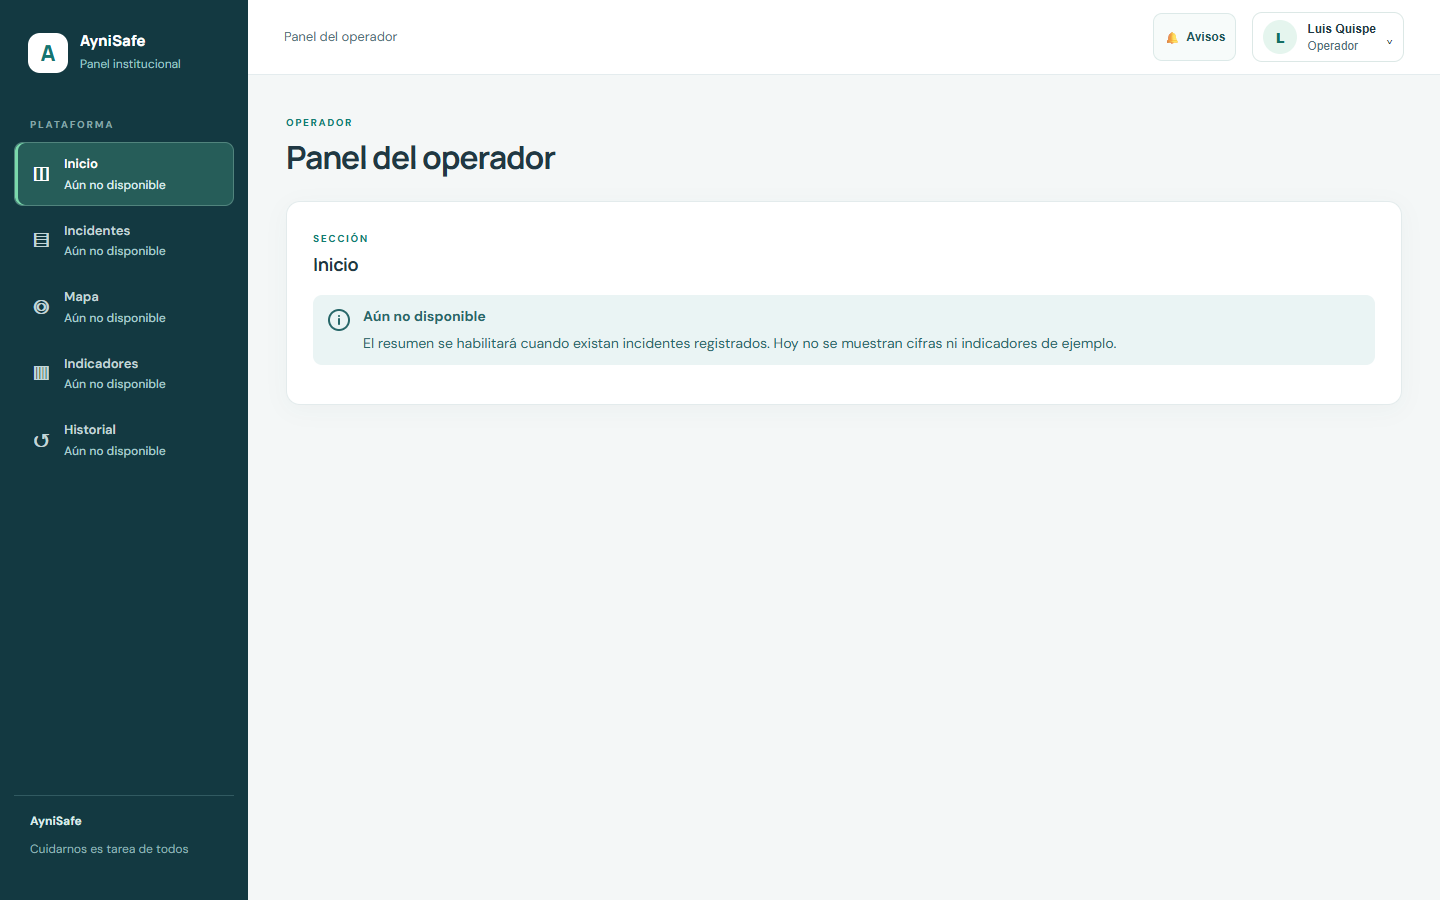 A
AyniSafe
Panel institucional
PLATAFORMA
Inicio
Aún no disponible
Incidentes
Aún no disponible
Mapa
Aún no disponible
Indicadores
Aún no disponible
Historial
Aún no disponible
AyniSafe
Cuidarnos es tarea de todos
Panel del operador
Avisos
L
Luis Quispe
Operador
OPERADOR
Panel del operador
SECCIÓN
Inicio
Aún no disponible
El resumen se habilitará cuando existan incidentes registrados. Hoy no se muestran cifras ni indicadores de ejemplo.